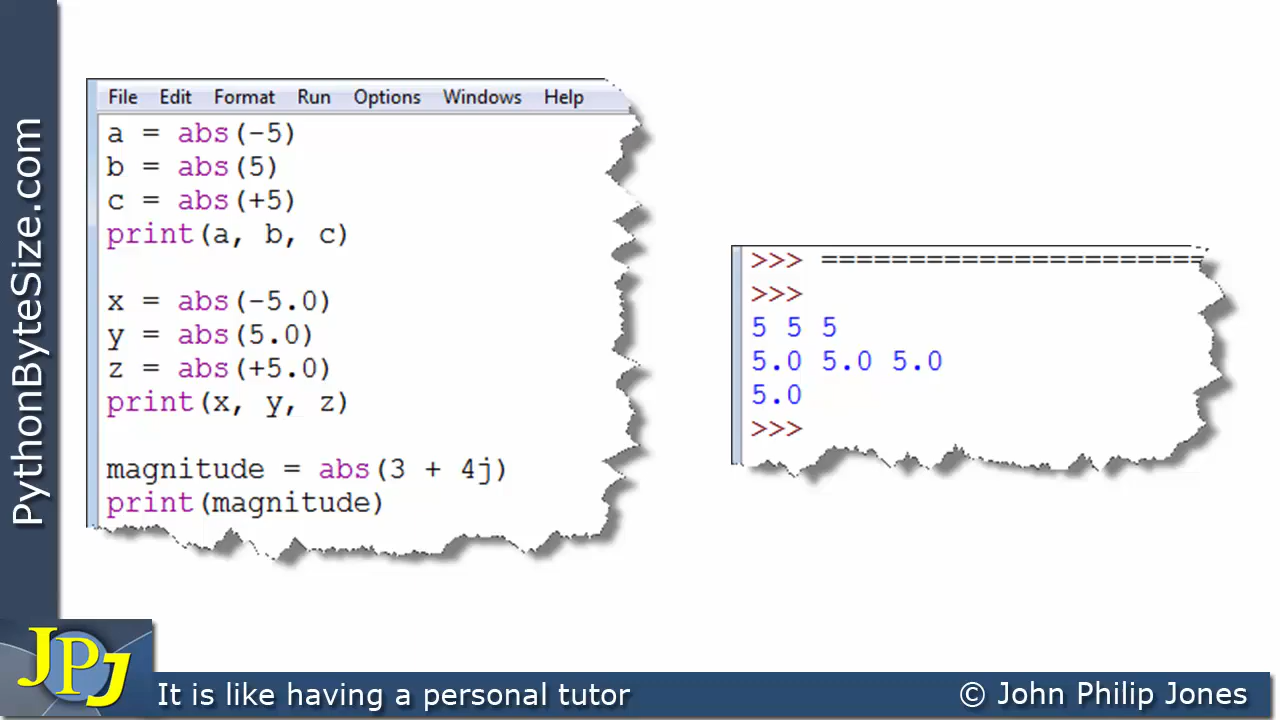 PythonByteSize.com
File Edit Format Run Options Windows Help
a = abs(-5)
b = abs(5)
c = abs(+5)
print(a, b, c)
x = abs(-5.0)
y = abs(5.0)
z = abs(+5.0)
print(x, y, z)
magnitude = abs(3 + 4j)
print(magnitude)
>>> ======================
>>>
5 5 5
5.0 5.0 5.0
5.0
>>>
JPJ
It is like having a personal tutor
© John Philip Jones